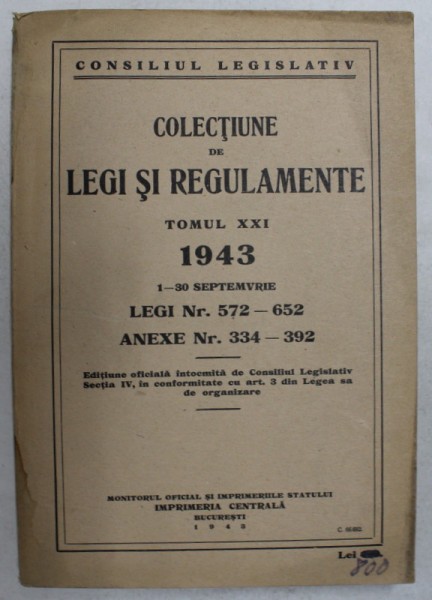 CONSILIUL LEGISLATIV
COLECŢIUNE
DE
LEGI ŞI REGULAMENTE
TOMUL XXI
1943
1—30 SEPTEMVRIE
LEGI Nr. 572 — 652
ANEXE Nr. 334 — 392
Ediţiune oficială întocmită de Consiliul Legislativ
Secţia IV, în conformitate cu art. 3 din Legea sa
de organizare
MONITORUL OFICIAL ŞI IMPRIMERIILE STATULUI
IMPRIMERIA CENTRALĂ
BUCUREŞTI
1943
C.
Lei
800